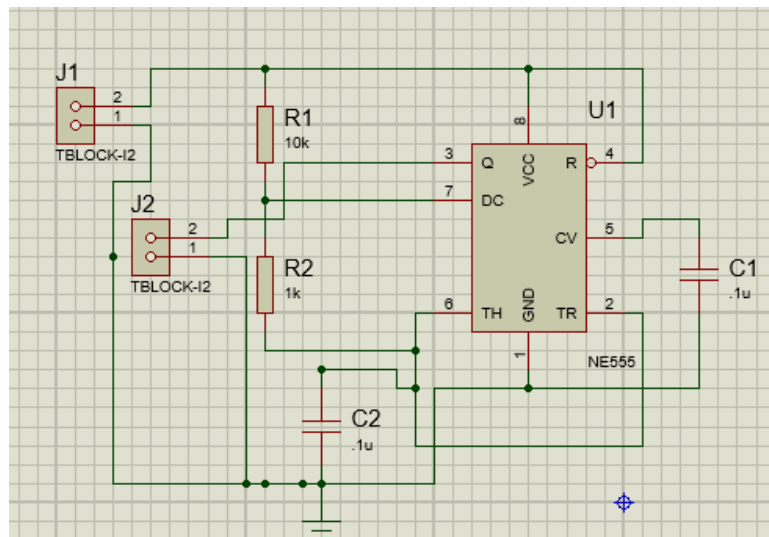 J1
2
1
TBLOCK-I2
J2
2
1
TBLOCK-I2
R1
10k
R2
1k
C2
.1u
U1
3
Q
7
DC
6
TH
8
VCC
R
4
CV
5
GND
1
TR
2
NE555
C1
.1u